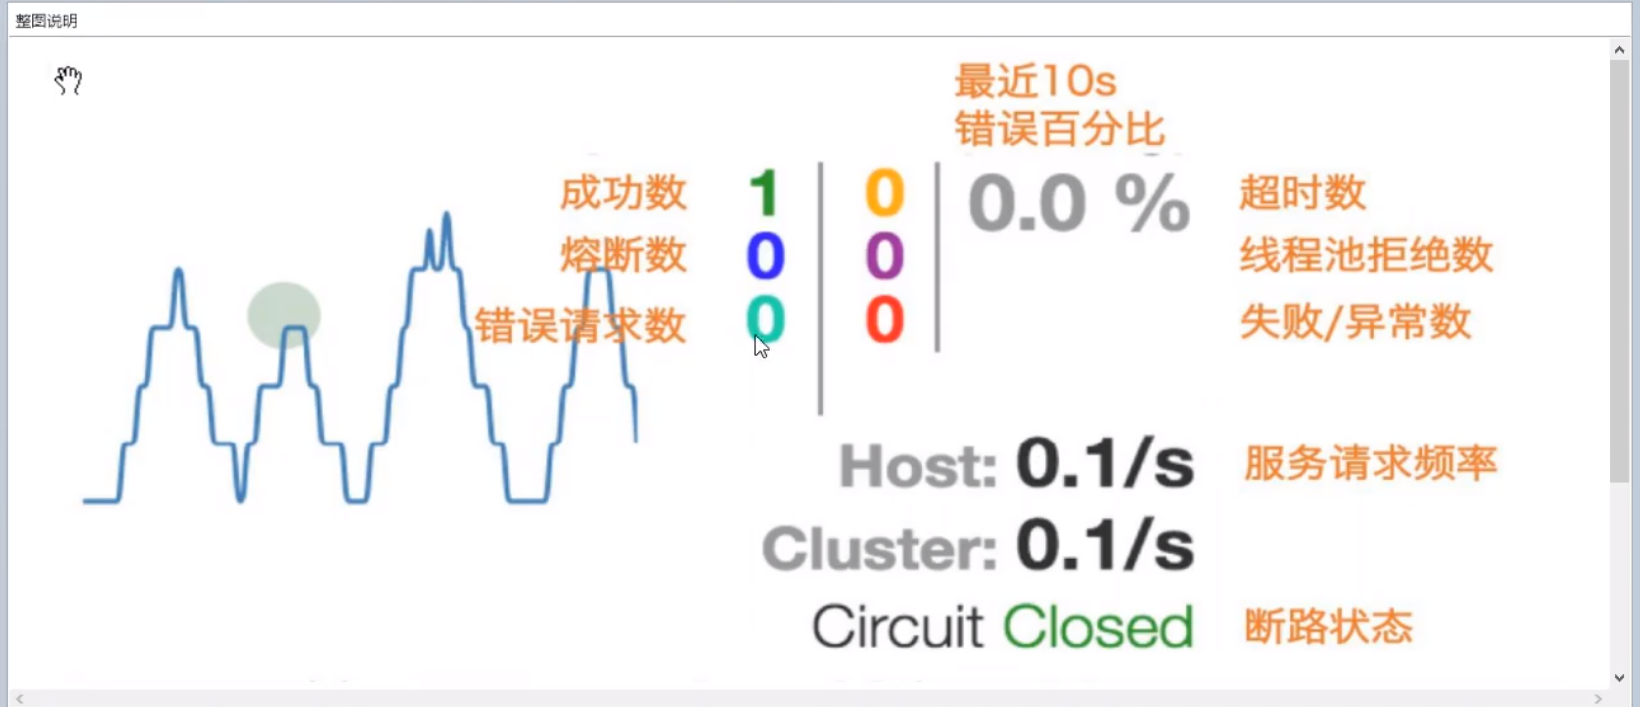 整图说明
最近10s
错误百分比
成功数 1 0 0.0 % 超时数
熔断数 0 0 线程池拒绝数
错误请求数 0 0 失败/异常数
Host: 0.1/s 服务请求频率
Cluster: 0.1/s
Circuit Closed 断路状态